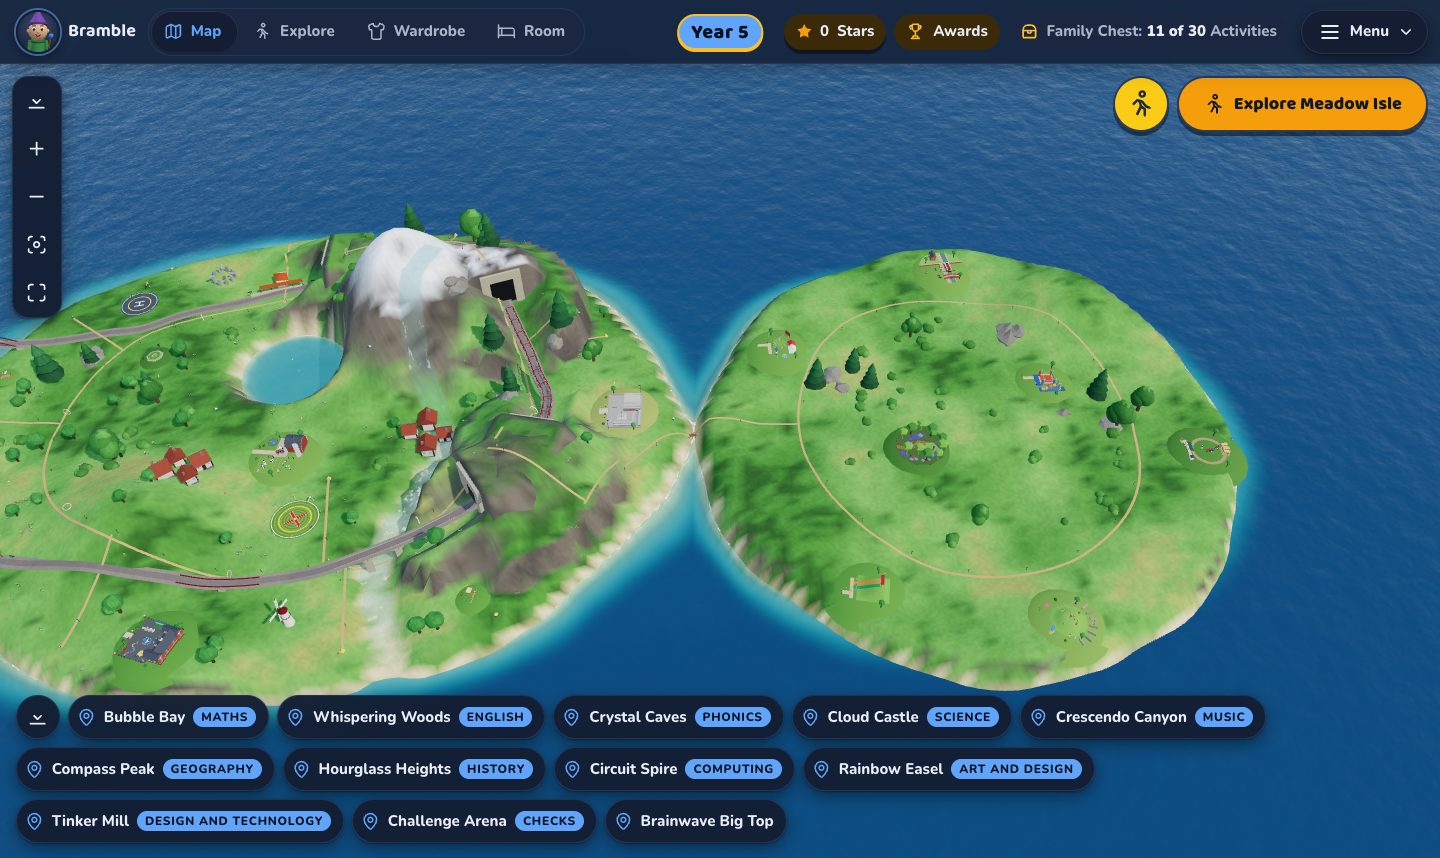 Bramble
Map
Explore
Wardrobe
Room
Year 5
0 Stars
Awards
Family Chest: 11 of 30 Activities
Menu
Explore Meadow Isle
H
Bubble Bay MATHS
Whispering Woods ENGLISH
Crystal Caves PHONICS
Cloud Castle SCIENCE
Crescendo Canyon MUSIC
Compass Peak GEOGRAPHY
Hourglass Heights HISTORY
Circuit Spire COMPUTING
Rainbow Easel ART AND DESIGN
Tinker Mill DESIGN AND TECHNOLOGY
Challenge Arena CHECKS
Brainwave Big Top